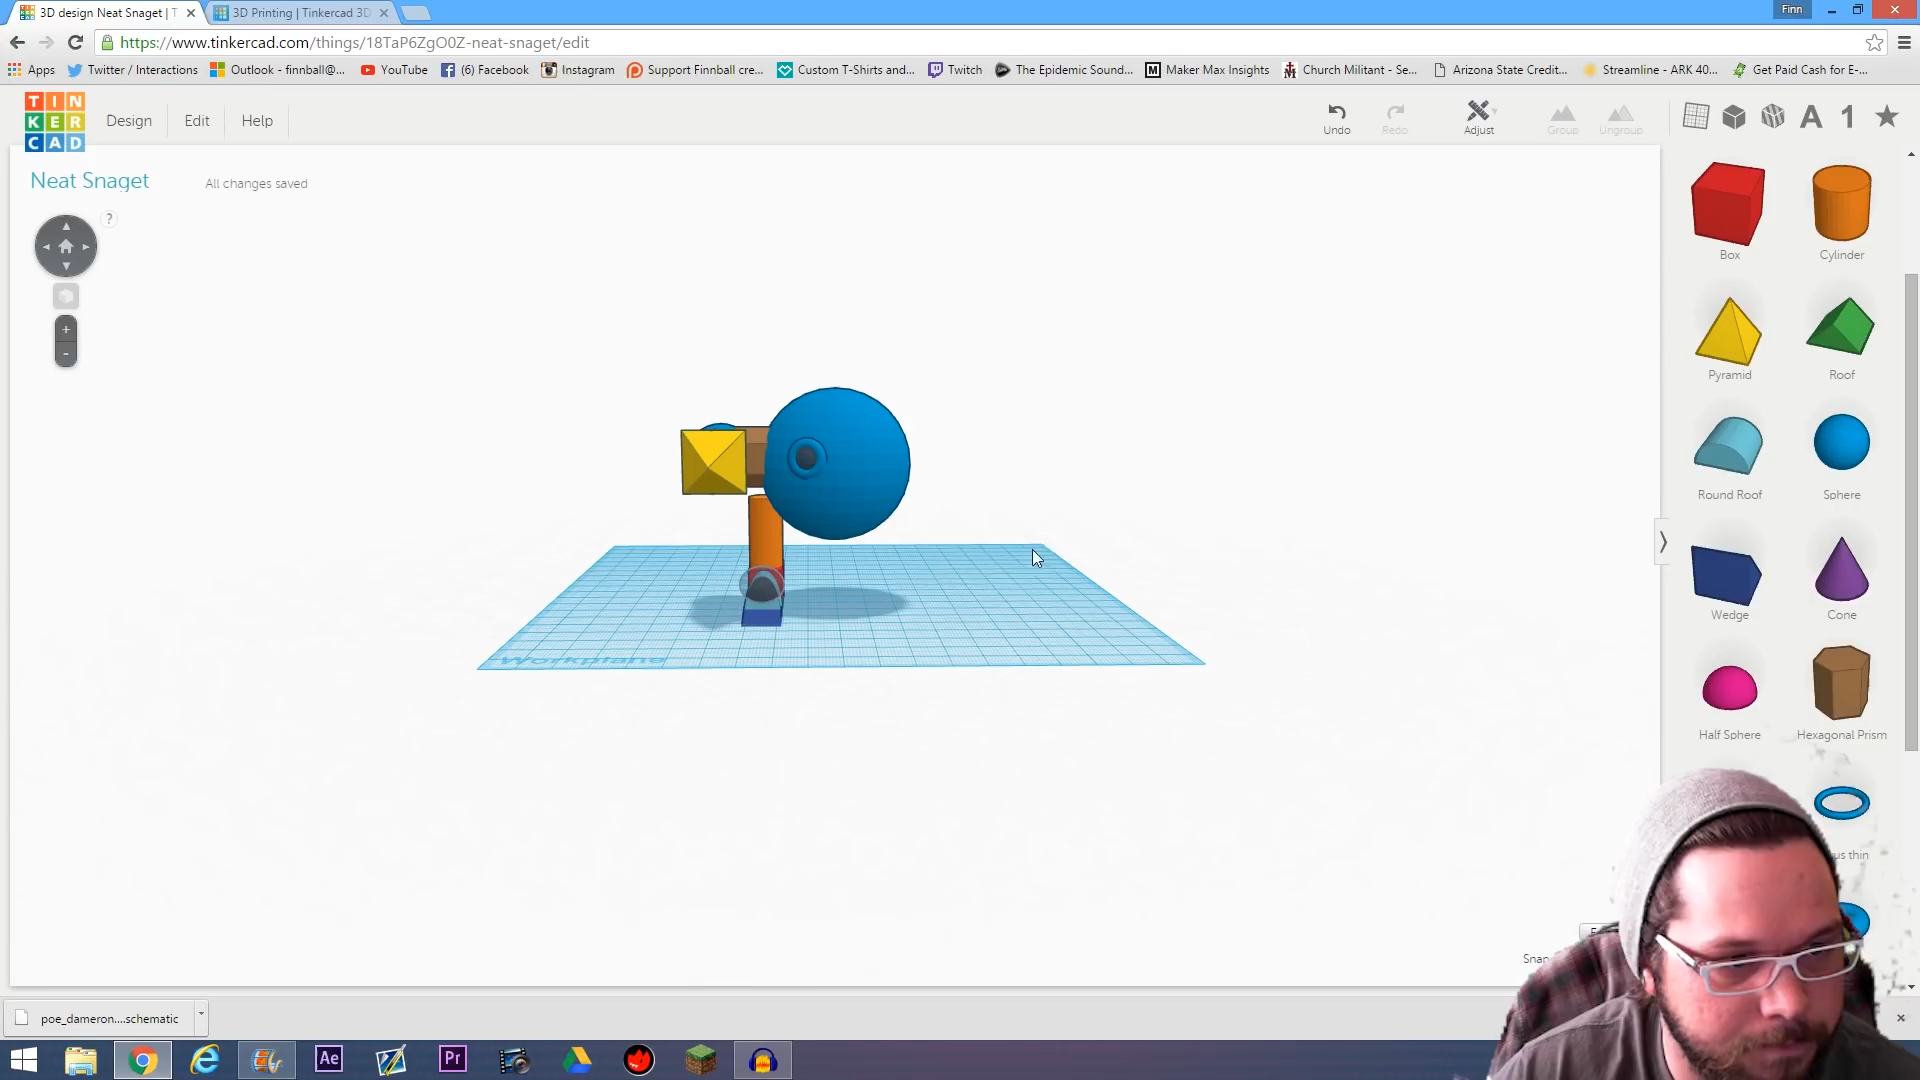 3D design Neat Snaget | T
3D Printing | Tinkercad 3D
Finn
https://www.tinkercad.com/things/18TaP6ZgO0Z-neat-snaget/edit
Apps
Twitter / Interactions
Outlook - finnball@...
YouTube
(6) Facebook
Instagram
Support Finnball cre...
Custom T-Shirts and...
Twitch
The Epidemic Sound...
Maker Max Insights
Church Militant - Se...
Arizona State Credit...
Streamline - ARK 40...
Get Paid Cash for E-...
TIN
KER
CAD
Design
Edit
Help
Undo
Redo
Adjust
Group
Ungroup
A
1
Neat Snaget
All changes saved
?
Box
Cylinder
Pyramid
Roof
Round Roof
Sphere
Wedge
Cone
Half Sphere
Hexagonal Prism
us thin
Workplane
Snap
poe_dameron....schematic
Ae
Pr